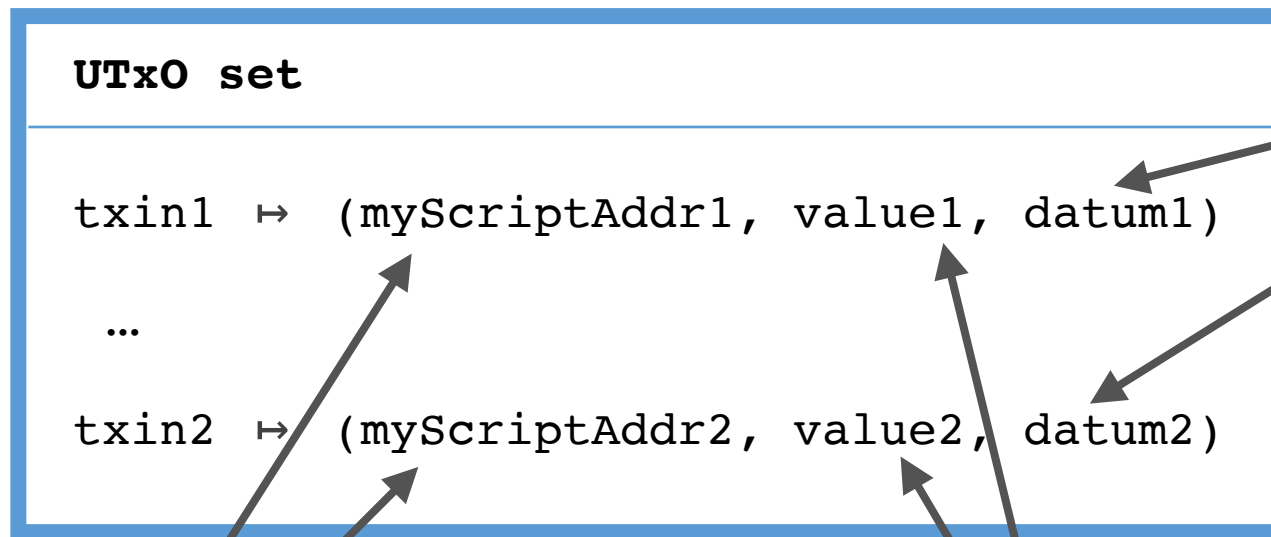 UTxO set
txin1 ↦ (myScriptAddr1, value1, datum1)
…
txin2 ↦ (myScriptAddr2, value2, datum2)